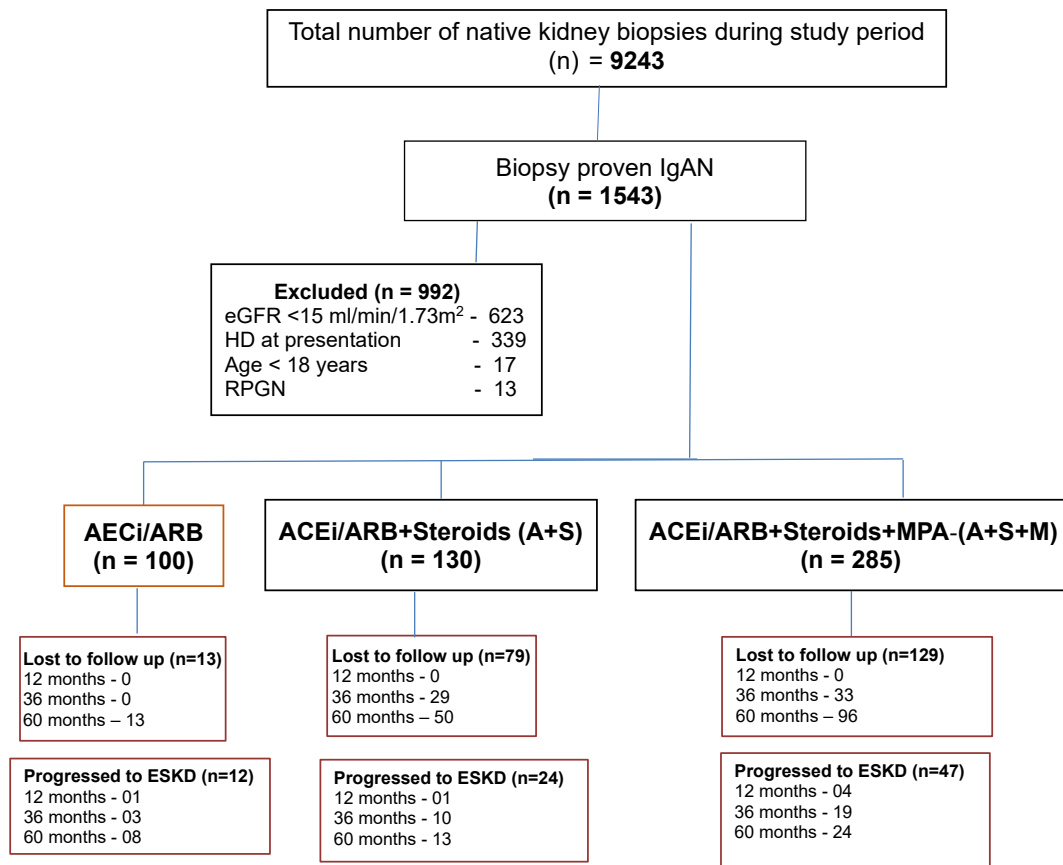 Total number of native kidney biopsies during study period
(n) = 9243
Biopsy proven IgAN
(n = 1543)
Excluded (n = 992)
eGFR <15 ml/min/1.73m² - 623
HD at presentation - 339
Age < 18 years - 17
RPGN - 13
AECi/ARB
(n = 100)
ACEi/ARB+Steroids (A+S)
(n = 130)
ACEi/ARB+Steroids+MPA-(A+S+M)
(n = 285)
Lost to follow up (n=13)
12 months - 0
36 months - 0
60 months – 13
Lost to follow up (n=79)
12 months - 0
36 months - 29
60 months – 50
Lost to follow up (n=129)
12 months - 0
36 months - 33
60 months – 96
Progressed to ESKD (n=12)
12 months - 01
36 months - 03
60 months - 08
Progressed to ESKD (n=24)
12 months - 01
36 months - 10
60 months - 13
Progressed to ESKD (n=47)
12 months - 04
36 months - 19
60 months - 24